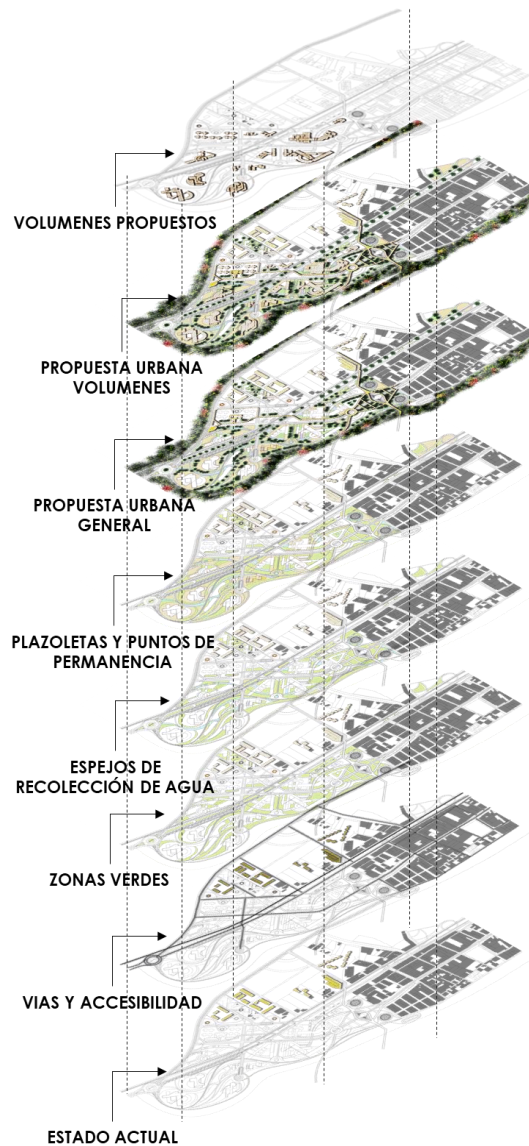 VOLUMENES PROPUESTOS
PROPUESTA URBANA
VOLUMENES
PROPUESTA URBANA
GENERAL
PLAZOLETAS Y PUNTOS DE
PERMANENCIA
ESPEJOS DE
RECOLECCIÓN DE AGUA
ZONAS VERDES
VIAS Y ACCESIBILIDAD
ESTADO ACTUAL